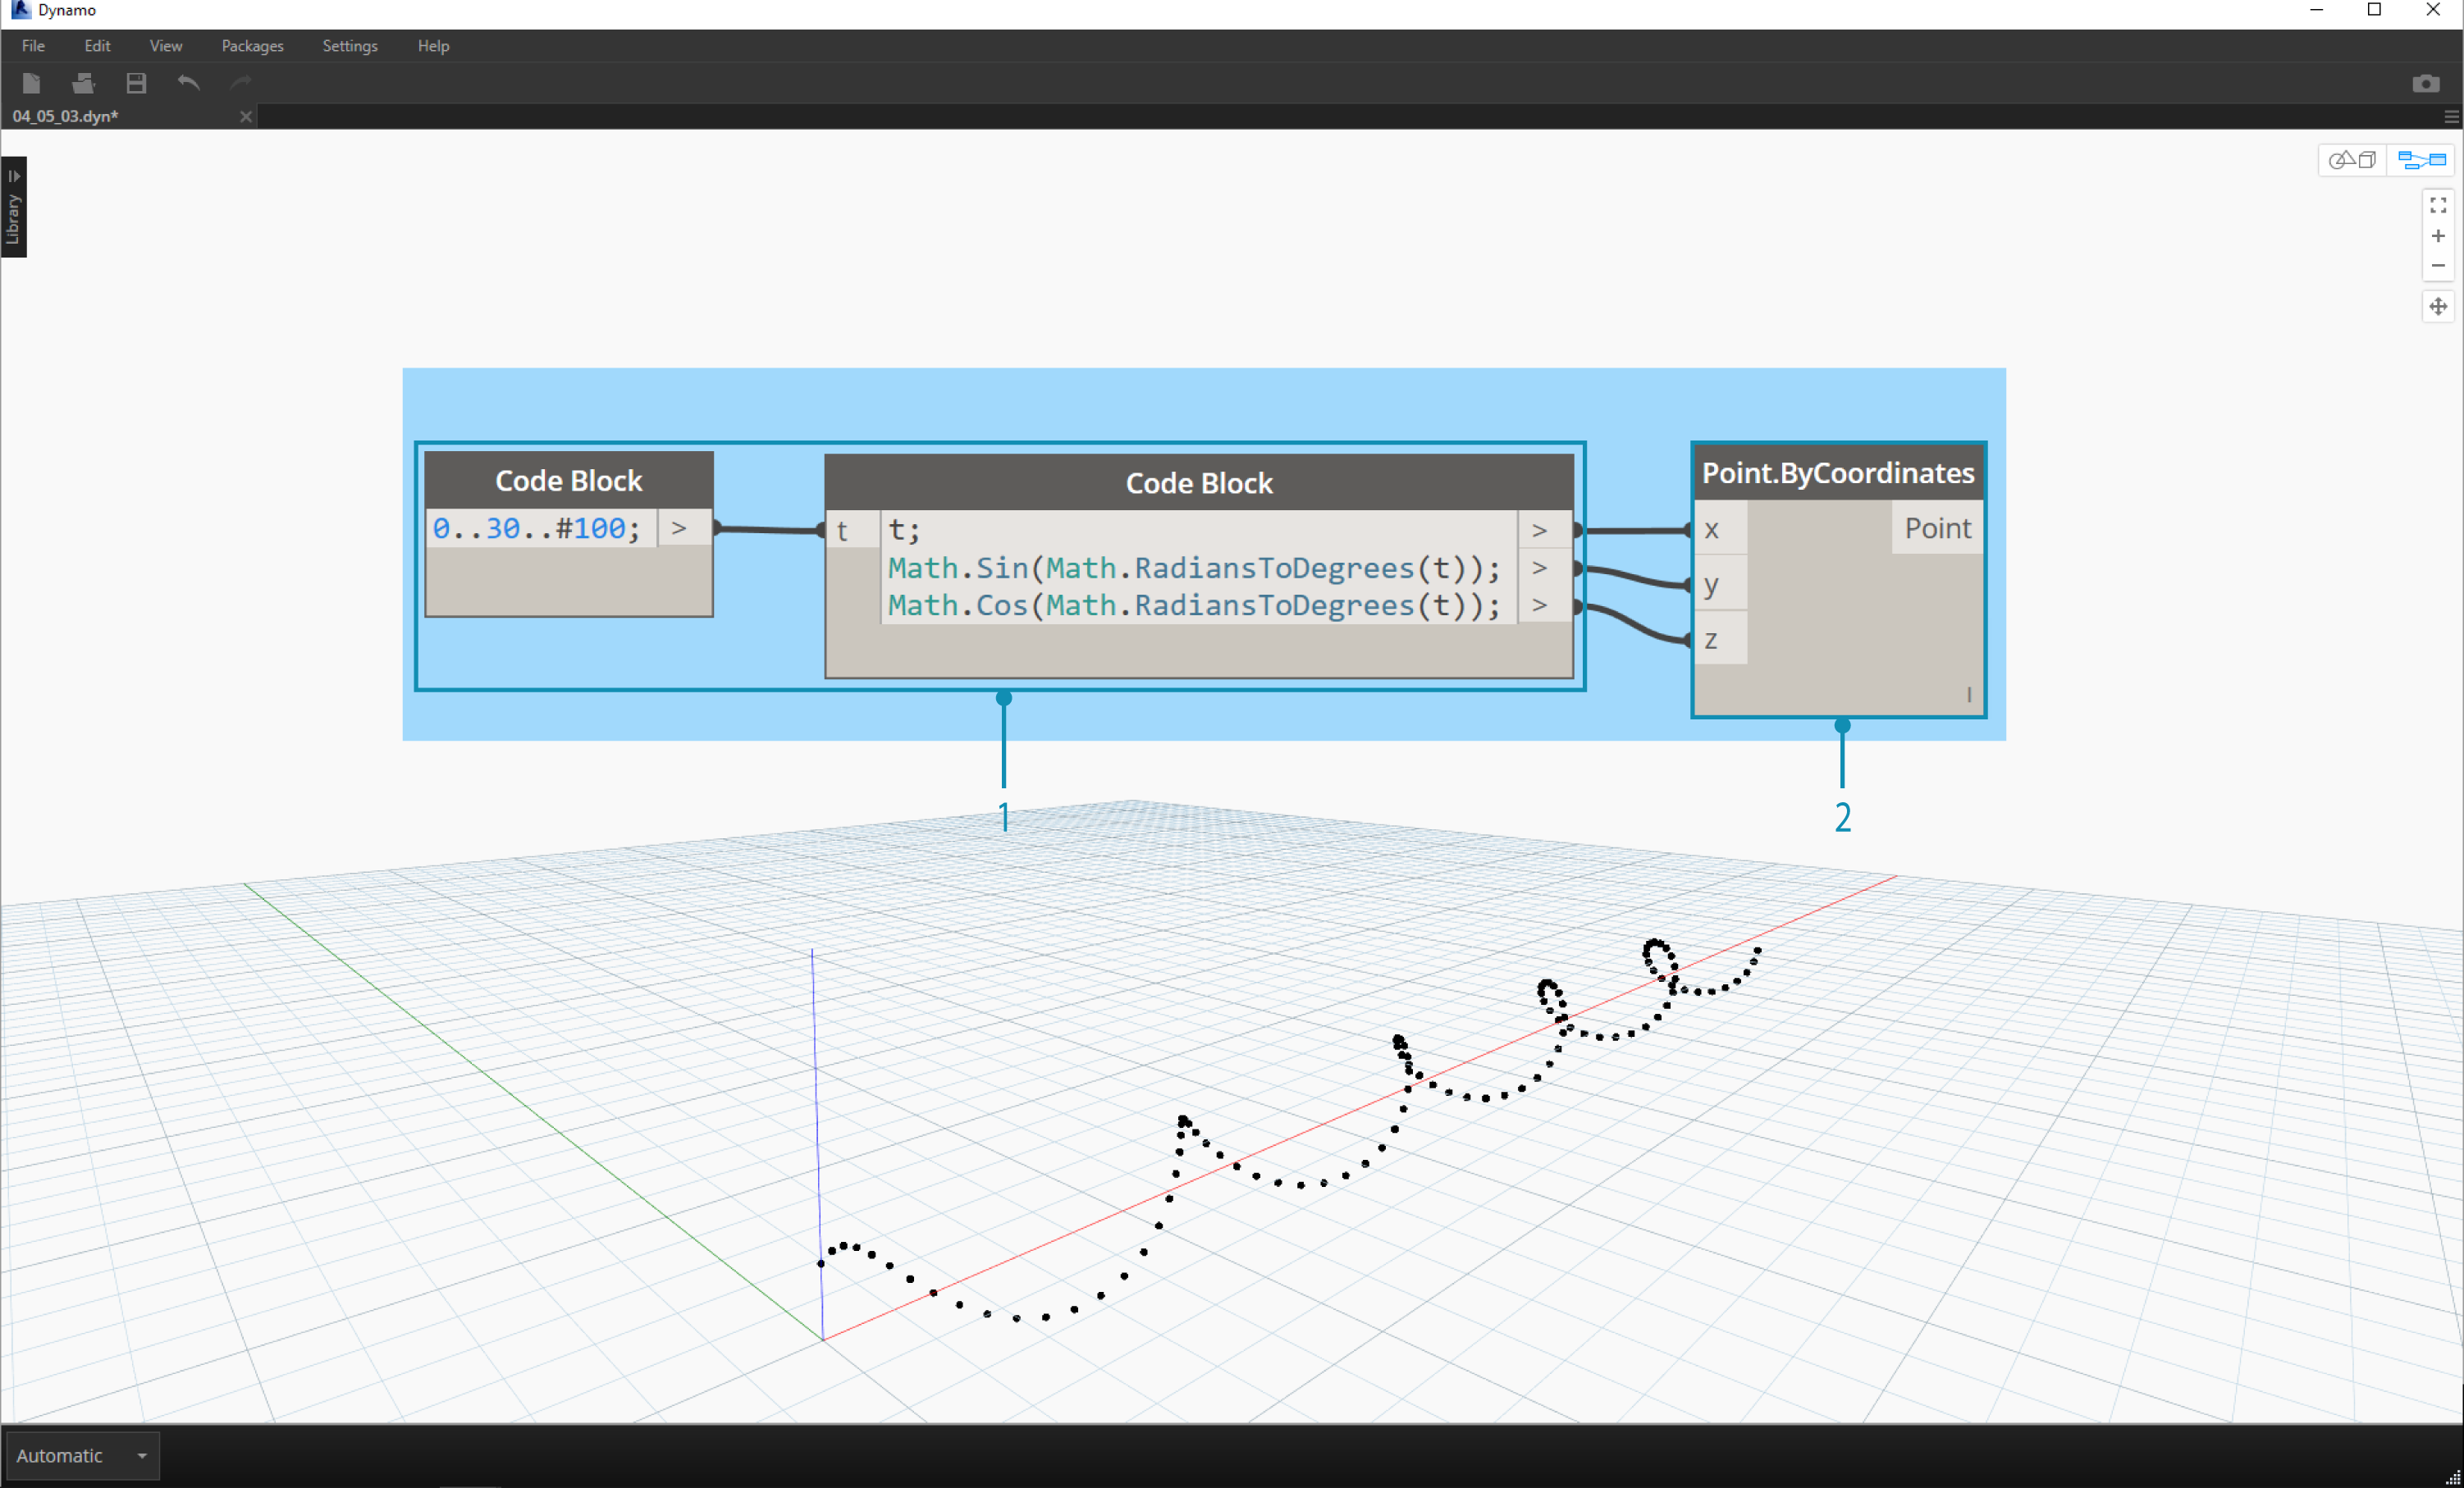 Dynamo
File Edit View Packages Settings Help
04_05_03.dyn*
Library
Code Block
0..30..#100; >
Code Block
t t; >
Math.Sin(Math.RadiansToDegrees(t)); >
Math.Cos(Math.RadiansToDegrees(t)); >
Point.ByCoordinates
x Point
y
z
l
1
2
Automatic